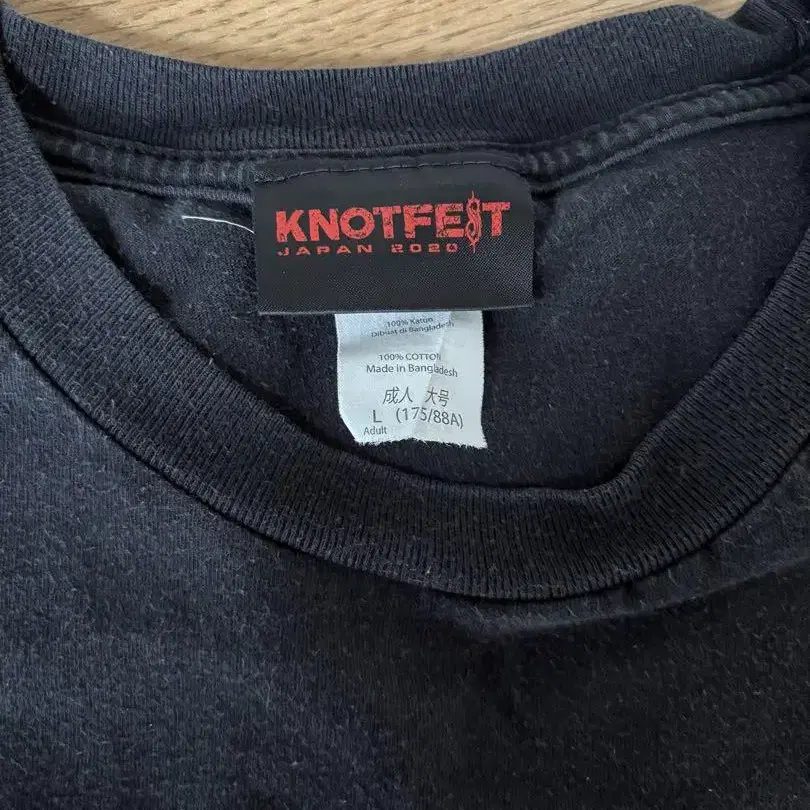 KNOTFEST
JAPAN 2020
100% Katun
Dibuat di Bangladesh
100% COTTON
Made in Bangladesh
成人 大号
L (175/88A)
Adult